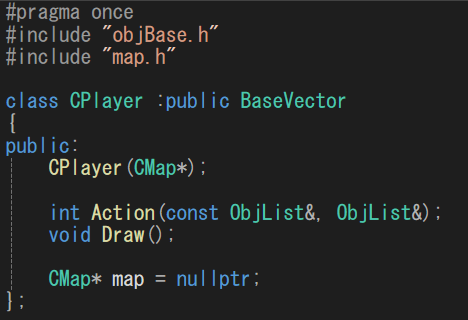 #pragma once
#include "objBase.h"
#include "map.h"
class CPlayer :public BaseVector
{
public:
CPlayer(CMap*);
int Action(const ObjList&, ObjList&);
void Draw();
CMap* map = nullptr;
};